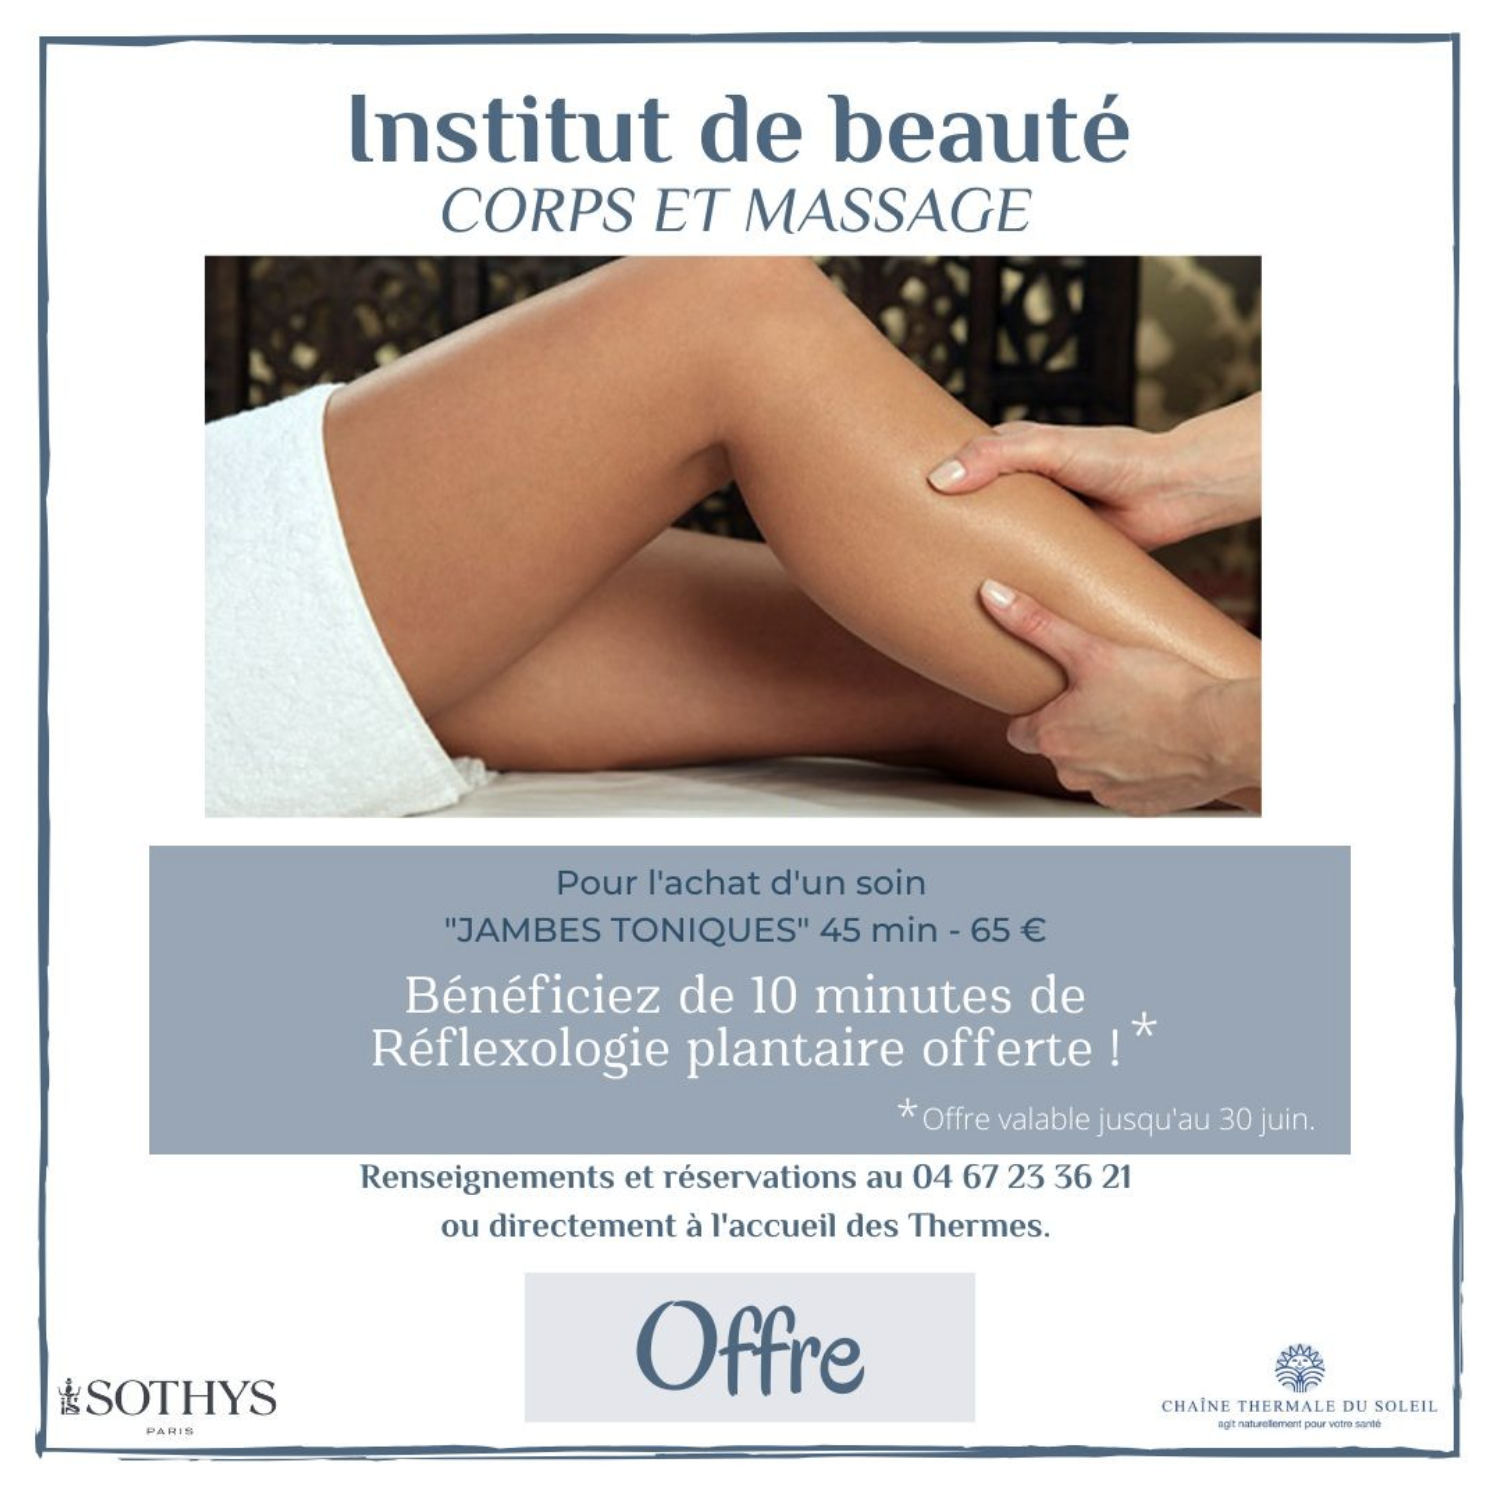 Institut de beauté
CORPS ET MASSAGE
Pour l'achat d'un soin
"JAMBES TONIQUES" 45 min - 65 €
Bénéficiez de 10 minutes de
Réflexologie plantaire offerte ! *
* Offre valable jusqu'au 30 juin.
Renseignements et réservations au 04 67 23 36 21
ou directement à l'accueil des Thermes.
Offre
SOTHYS
PARIS
CHAÎNE THERMALE DU SOLEIL
agit naturellement pour votre santé